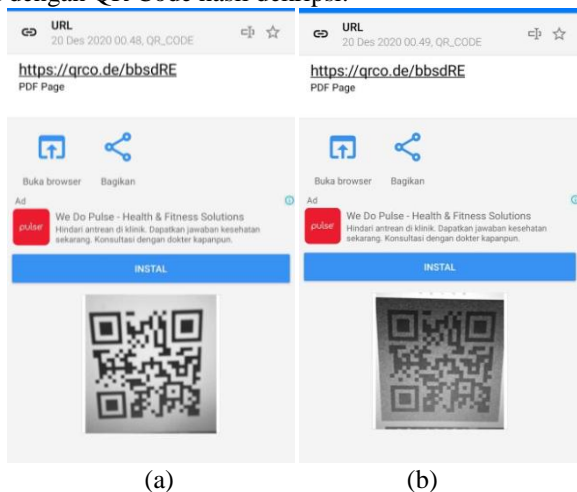 dengan QR Code hasil dekripsi.
URL
20 Des 2020 00.48, QR_CODE
https://qrco.de/bbsdRE
PDF Page
Buka browser
Bagikan
Ad
pulse
We Do Pulse - Health & Fitness Solutions
Hindari antrean di klinik. Dapatkan jawaban kesehatan
sekarang. Konsultasi dengan dokter kapanpun.
INSTAL
(a)
URL
20 Des 2020 00.49, QR_CODE
https://qrco.de/bbsdRE
PDF Page
Buka browser
Bagikan
Ad
pulse
We Do Pulse - Health & Fitness Solutions
Hindari antrean di klinik. Dapatkan jawaban kesehatan
sekarang. Konsultasi dengan dokter kapanpun.
INSTAL
(b)